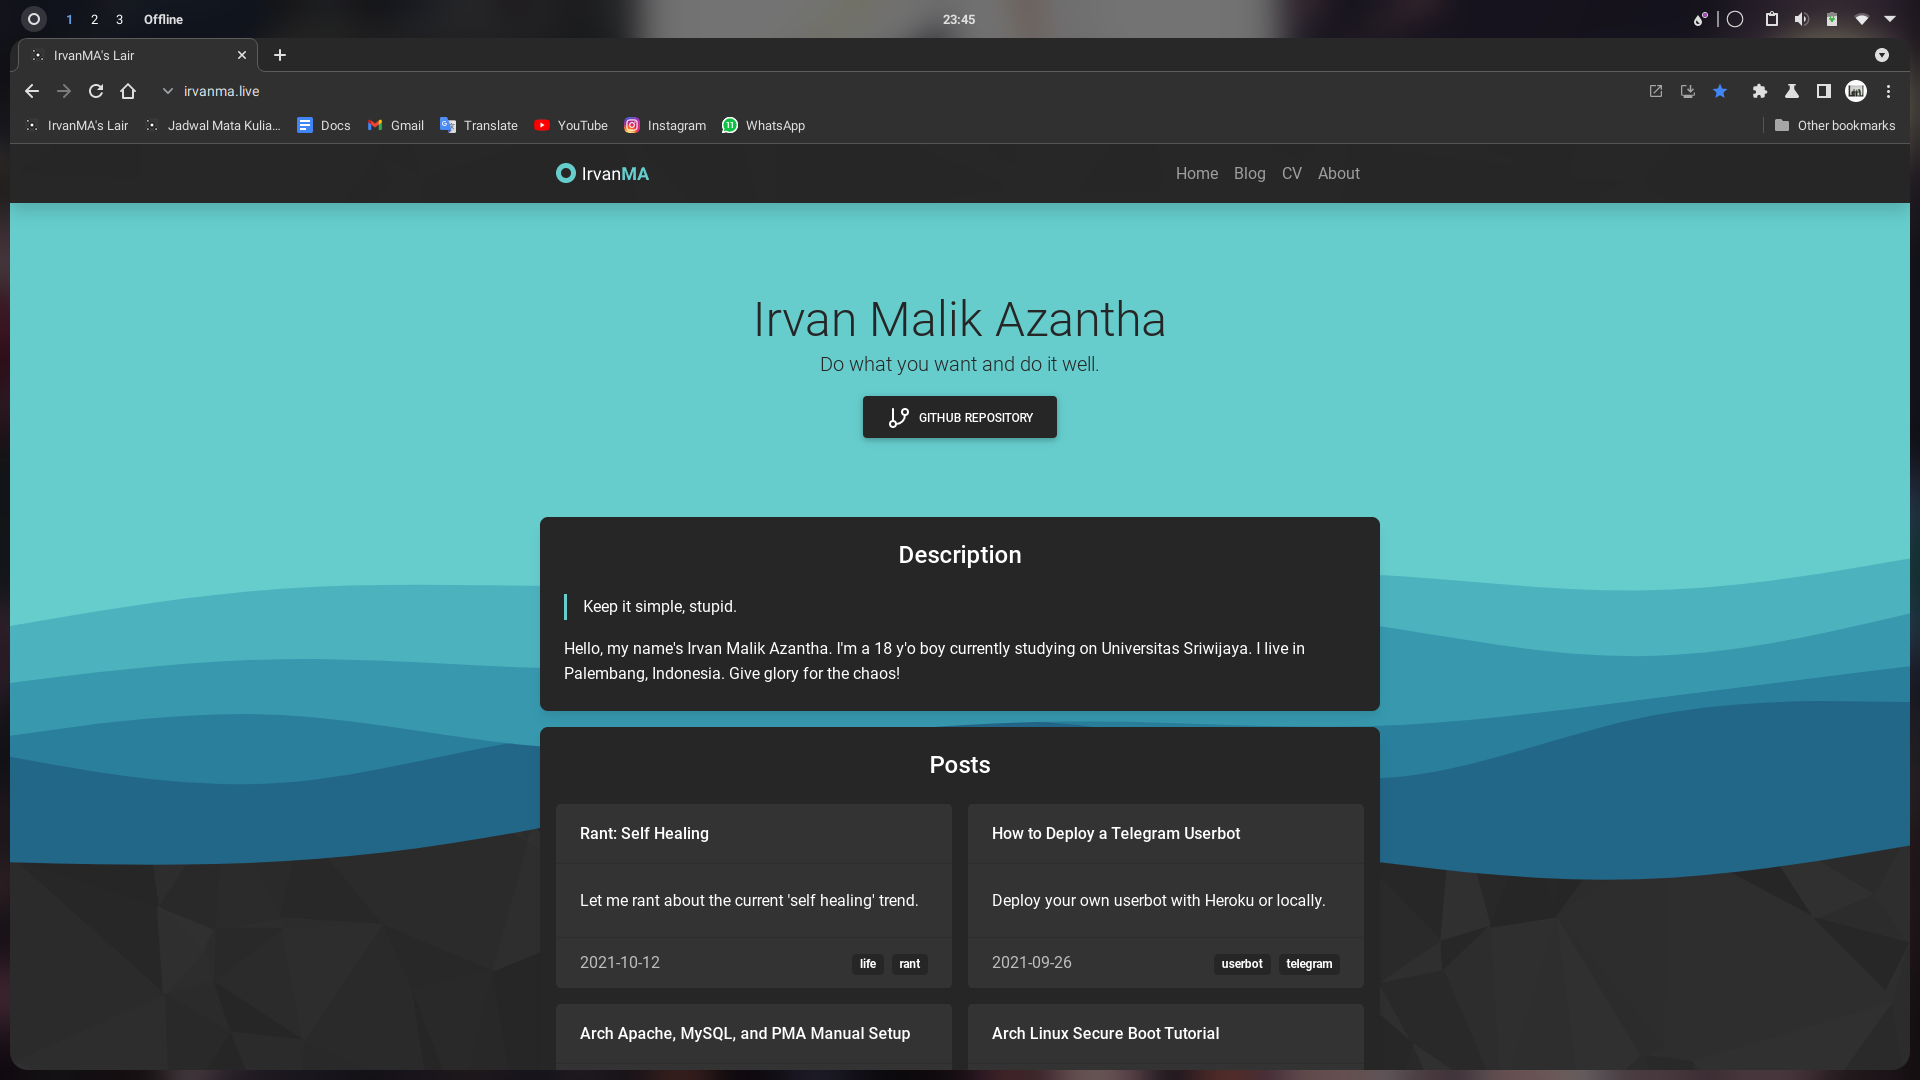 1 2 3 Offline
23:45
IrvanMA's Lair
irvanma.live
IrvanMA's Lair Jadwal Mata Kulia... Docs Gmail Translate YouTube Instagram 11 WhatsApp Other bookmarks
IrvanMA Home Blog CV About
Irvan Malik Azantha
Do what you want and do it well.
GITHUB REPOSITORY
Description
Keep it simple, stupid.
Hello, my name's Irvan Malik Azantha. I'm a 18 y'o boy currently studying on Universitas Sriwijaya. I live in
Palembang, Indonesia. Give glory for the chaos!
Posts
Rant: Self Healing
Let me rant about the current 'self healing' trend.
2021-10-12 life rant
How to Deploy a Telegram Userbot
Deploy your own userbot with Heroku or locally.
2021-09-26 userbot telegram
Arch Apache, MySQL, and PMA Manual Setup
Arch Linux Secure Boot Tutorial